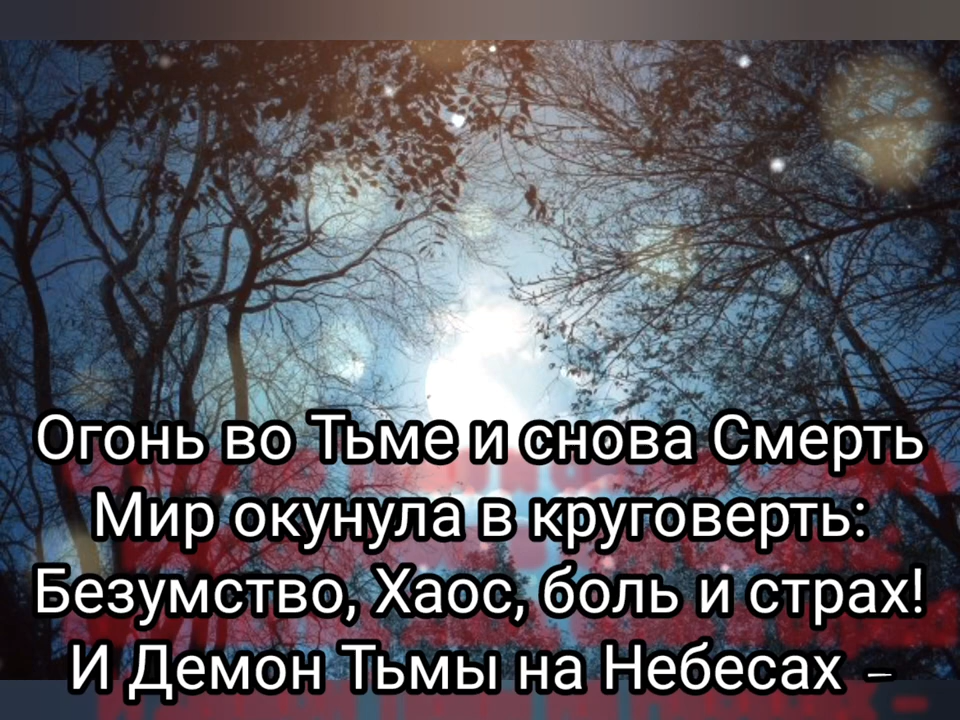 Огонь во Тьме и снова Смерть
Мир окунула в круговерть:
Безумство, Хаос, боль и страх!
И Демон Тьмы на Небесах –